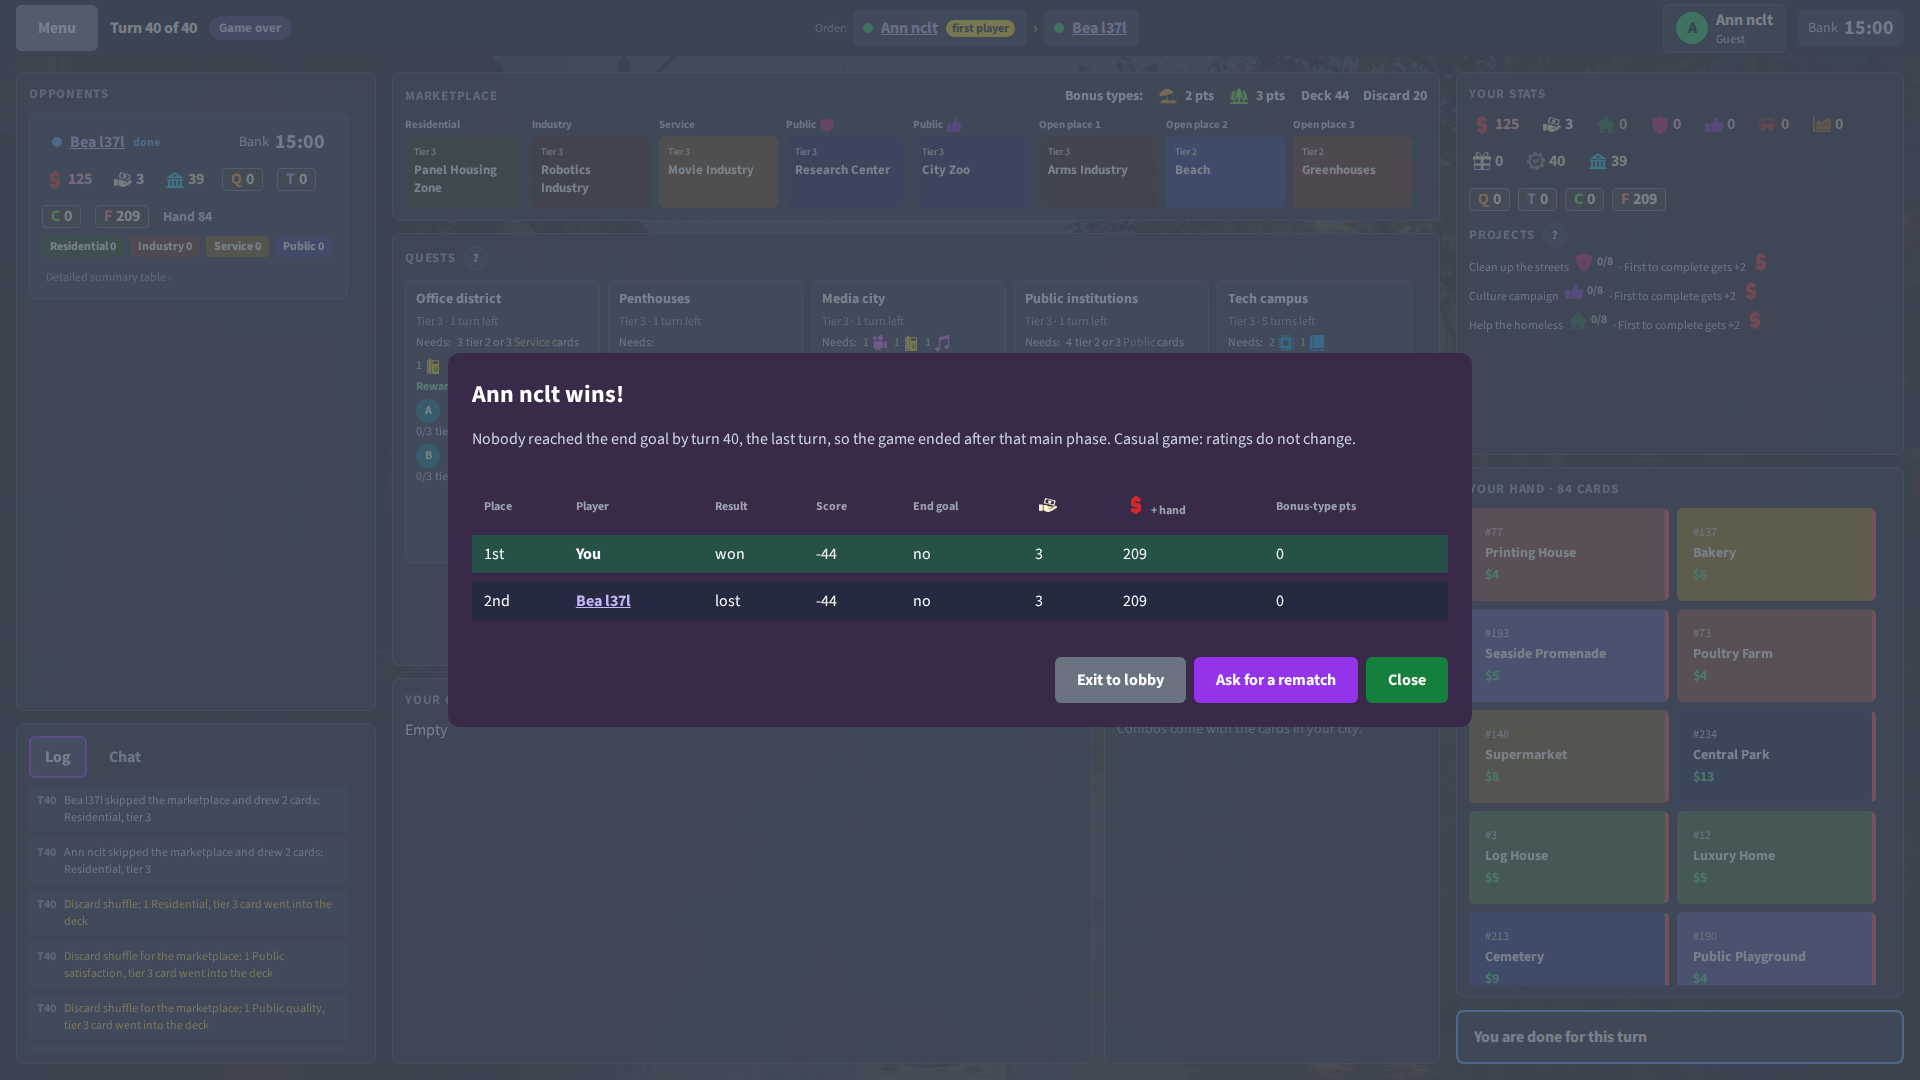 Menu
Turn 40 of 40
Game over
Order:
Ann nclt
first player
›
Bea l37l
A
Ann nclt
Guest
Bank 15:00
OPPONENTS
Bea l37l done
Bank 15:00
125 3 39 Q 0 T 0
C 0 F 209 Hand 84
Residential 0 Industry 0 Service 0 Public 0
Detailed summary table ›
MARKETPLACE
Bonus types: 2 pts 3 pts Deck 44 Discard 20
Residential
Tier 3
Panel Housing
Zone
Industry
Tier 3
Robotics
Industry
Service
Tier 3
Movie Industry
Public
Tier 3
Research Center
Public
Tier 3
City Zoo
Open place 1
Tier 3
Arms Industry
Open place 2
Tier 2
Beach
Open place 3
Tier 2
Greenhouses
QUESTS ?
Office district
Tier 3 · 1 turn left
Needs: 3 tier 2 or 3 Service cards
1
Rewar
A
0/3 tie
B
0/3 tie
Penthouses
Tier 3 · 1 turn left
Needs:
Media city
Tier 3 · 1 turn left
Needs: 1 1 1
Public institutions
Tier 3 · 1 turn left
Needs: 4 tier 2 or 3 Public cards
Tech campus
Tier 3 · 5 turns left
Needs: 2 1
YOUR STATS
125 3 0 0 0 0 0
0 40 39
Q 0 T 0 C 0 F 209
PROJECTS ?
Clean up the streets 0/8 · First to complete gets +2
Culture campaign 0/8 · First to complete gets +2
Help the homeless 0/8 · First to complete gets +2
Ann nclt wins!
Nobody reached the end goal by turn 40, the last turn, so the game ended after that main phase. Casual game: ratings do not change.
Place Player Result Score End goal + hand Bonus-type pts
1st You won -44 no 3 209 0
2nd Bea l37l lost -44 no 3 209 0
Exit to lobby
Ask for a rematch
Close
YOUR HAND · 84 CARDS
#77
Printing House
$4
#137
Bakery
$6
#193
Seaside Promenade
$5
#73
Poultry Farm
$4
#148
Supermarket
$8
#234
Central Park
$13
#3
Log House
$5
#12
Luxury Home
$5
#213
Cemetery
$9
#190
Public Playground
$4
You are done for this turn
Log
Chat
T40 Bea l37l skipped the marketplace and drew 2 cards:
Residential, tier 3
T40 Ann nclt skipped the marketplace and drew 2 cards:
Residential, tier 3
T40 Discard shuffle: 1 Residential, tier 3 card went into the
deck
T40 Discard shuffle for the marketplace: 1 Public
satisfaction, tier 3 card went into the deck
T40 Discard shuffle for the marketplace: 1 Public quality,
tier 3 card went into the deck
YOUR
Empty
Combos come with the cards in your city.